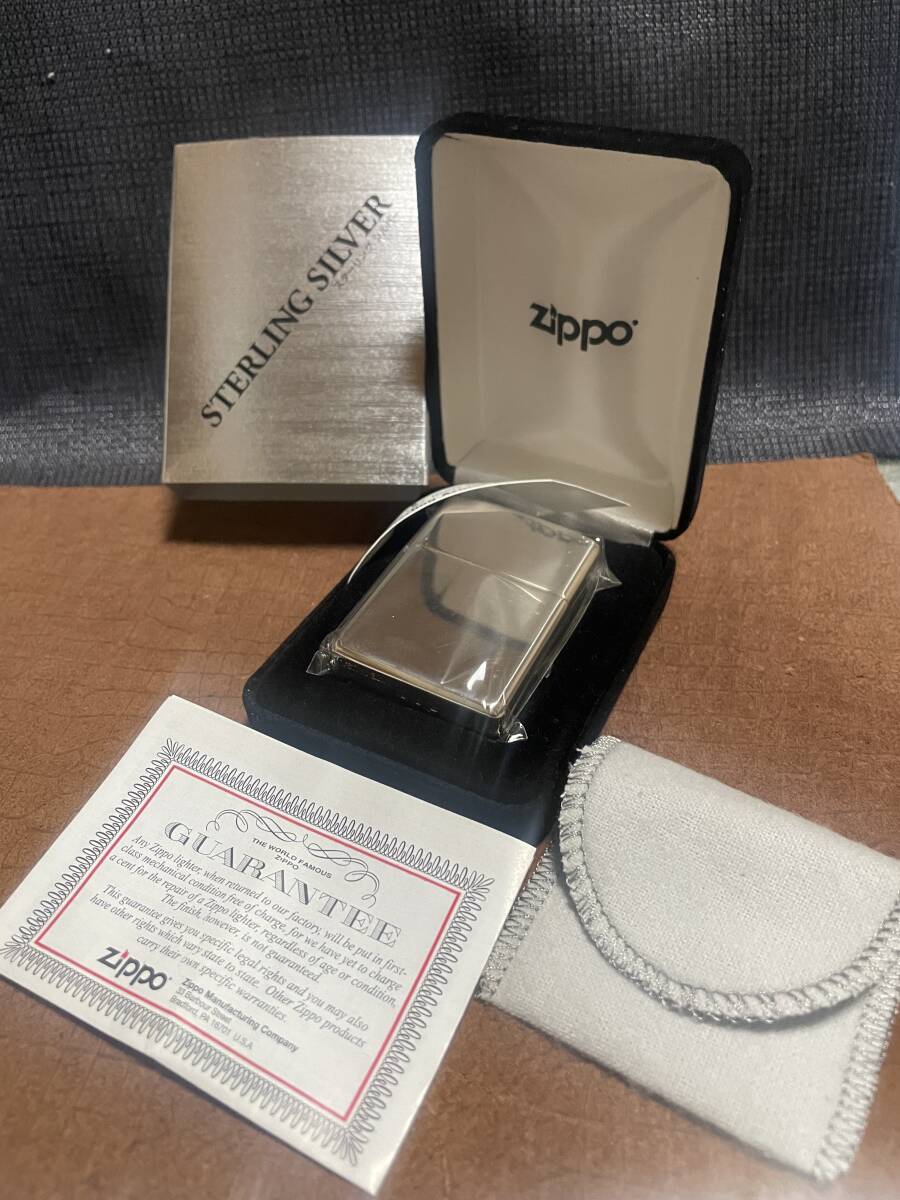 STERLING SILVER
zippo
THE WORLD FAMOUS
ZIPPO
GUARANTEE
Any Zippo lighter, when returned to our factory, will be put in first-
class mechanical condition free of charge, for we have yet to charge
a cent for the repair of a Zippo lighter, regardless of age or condition.
The finish, however, is not guaranteed.
This guarantee gives you specific legal rights and you may also
have other rights which vary state to state. Other Zippo products
carry their own specific warranties.
zippo
Zippo Manufacturing Company
33 Barbour Street
Bradford, PA 16701 U.S.A